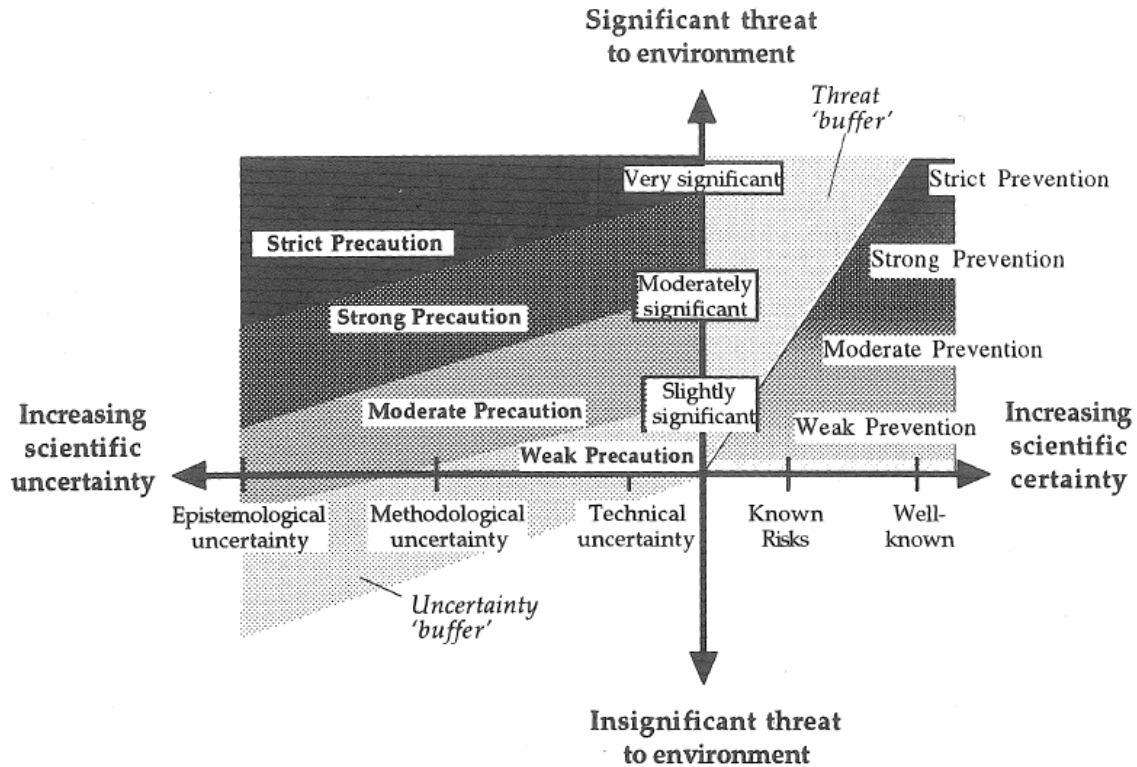 Significant threat
to environment
Threat
'buffer'
Very significant
Strict Prevention
Strict Precaution
Strong Prevention
Moderately
significant
Strong Precaution
Moderate Prevention
Slightly
significant
Increasing
scientific
uncertainty
Moderate Precaution
Weak Prevention
Increasing
scientific
certainty
Weak Precaution
Epistemological
uncertainty
Methodological
uncertainty
Technical
uncertainty
Known
Risks
Well-
known
Uncertainty
'buffer'
Insignificant threat
to environment